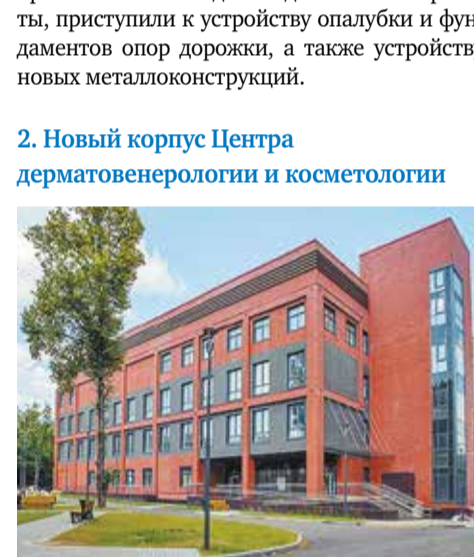 ты, приступили к устройству опалубки и фун
даментов опор дорожки, а также устройств
новых металлоконструкций.
2. Новый корпус Центра
дерматовенерологии и косметологии